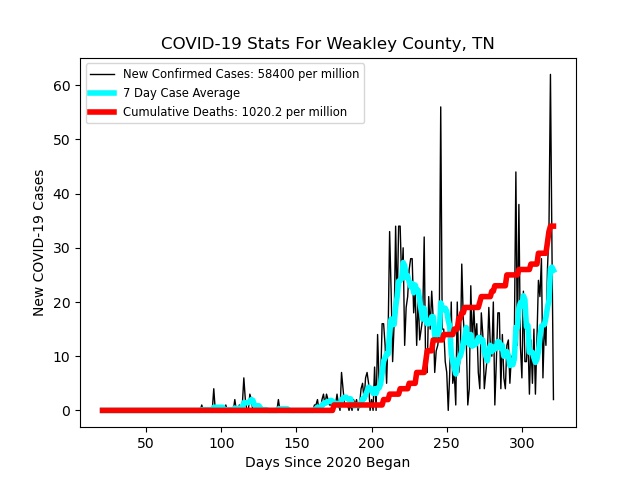 COVID-19 Stats For Weakley County, TN
New Confirmed Cases: 58400 per million
7 Day Case Average
Cumulative Deaths: 1020.2 per million
New COVID-19 Cases
60
50
40
30
20
10
0
50 100 150 200 250 300
Days Since 2020 Began